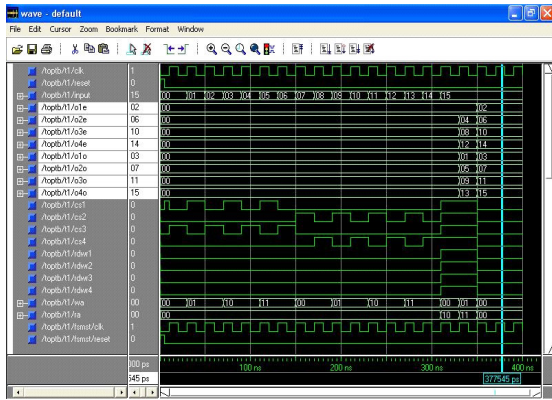 wave - default
File Edit Cursor Zoom Bookmark Format Window
/toptb/t1/clk 1
/toptb/t1/reset 0
/toptb/t1/input 15 00 01 02 03 04 05 06 07 08 09 10 11 12 13 14 15
/toptb/t1/o1e 02 00 02
/toptb/t1/o2e 06 00 04 06
/toptb/t1/o3e 10 00 08 10
/toptb/t1/o4e 14 00 12 14
/toptb/t1/o1o 03 00 01 03
/toptb/t1/o2o 07 00 05 07
/toptb/t1/o3o 11 00 09 11
/toptb/t1/o4o 15 00 13 15
/toptb/t1/cs1 0
/toptb/t1/cs2 0
/toptb/t1/cs3 0
/toptb/t1/cs4 0
/toptb/t1/rdwr1 0
/toptb/t1/rdwr2 0
/toptb/t1/rdwr3 0
/toptb/t1/rdwr4 0
/toptb/t1/wa 00 00 01 10 11 00 01 10 11 00 01 00
/toptb/t1/ra 00 00 10 11 00
/toptb/t1/fsmst/clk 1
/toptb/t1/fsmst/reset 0
000 ps 100 ns 200 ns 300 ns 400 ns
545 ps 377545 ps